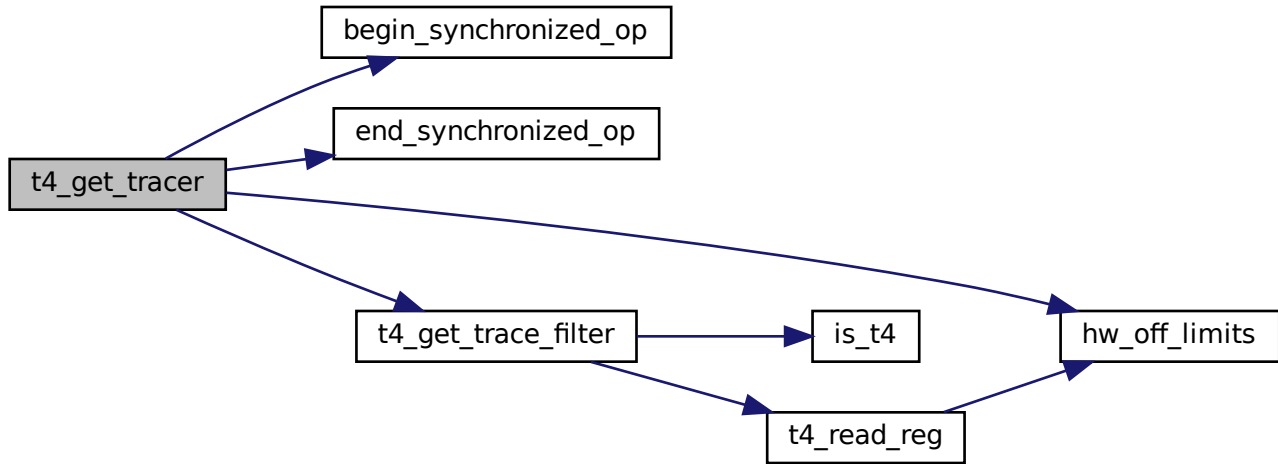 begin_synchronized_op
end_synchronized_op
t4_get_tracer
t4_get_trace_filter
is_t4
hw_off_limits
t4_read_reg